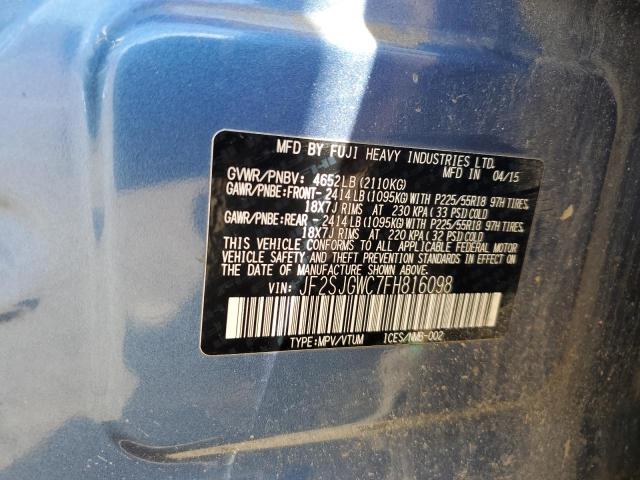 MFD BY FUJI HEAVY INDUSTRIES LTD.
MFD IN 04/15
GVWR/PNBV: 4652LB (2110KG)
GAWR/PNBE:FRONT- 2414LB (1095KG) WITH P225/55R18 97H TIRES,
18X7J RIMS AT 230 KPA ( 33 PSI) COLD
GAWR/PNBE:REAR - 2414LB (1095KG) WITH P225/55R18 97H TIRES,
18X7J RIMS AT 220 KPA ( 32 PSI) COLD
THIS VEHICLE CONFORMS TO ALL APPLICABLE FEDERAL MOTOR
VEHICLE SAFETY AND THEFT PREVENTION STANDARDS IN EFFECT
ON THE DATE OF MANUFACTURE SHOWN ABOVE.
VIN: JF2SJGWC7FH816098
TYPE:MPV/VTUM ICES/NMB-002